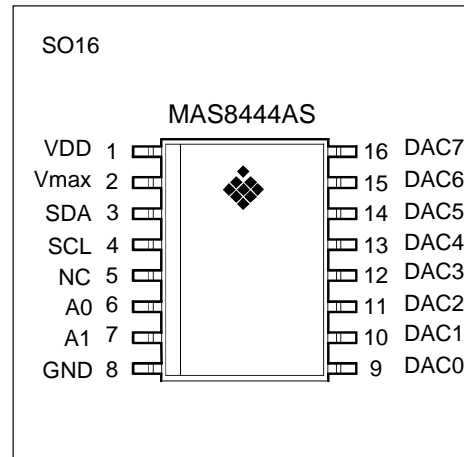 SO16
MAS8444AS
VDD 1 16 DAC7
Vmax 2 15 DAC6
SDA 3 14 DAC5
SCL 4 13 DAC4
NC 5 12 DAC3
A0 6 11 DAC2
A1 7 10 DAC1
GND 8 9 DAC0